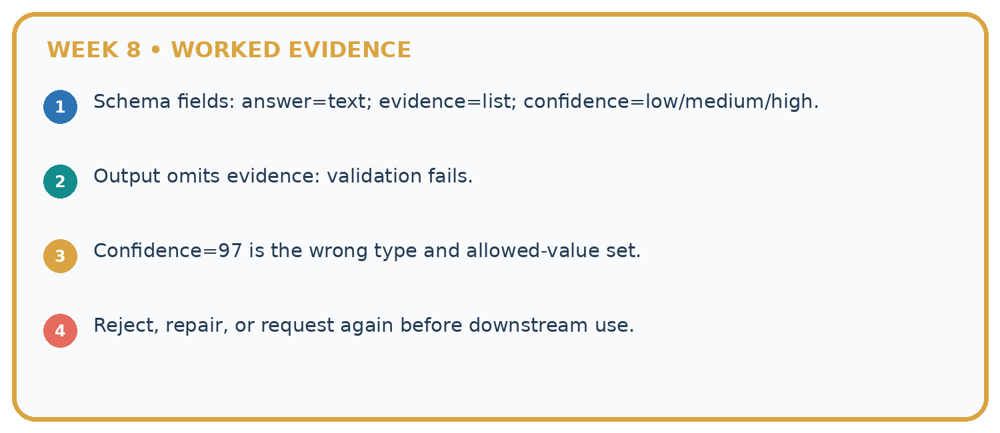 WEEK 8 • WORKED EVIDENCE
1 Schema fields: answer=text; evidence=list; confidence=low/medium/high.
2 Output omits evidence: validation fails.
3 Confidence=97 is the wrong type and allowed-value set.
4 Reject, repair, or request again before downstream use.